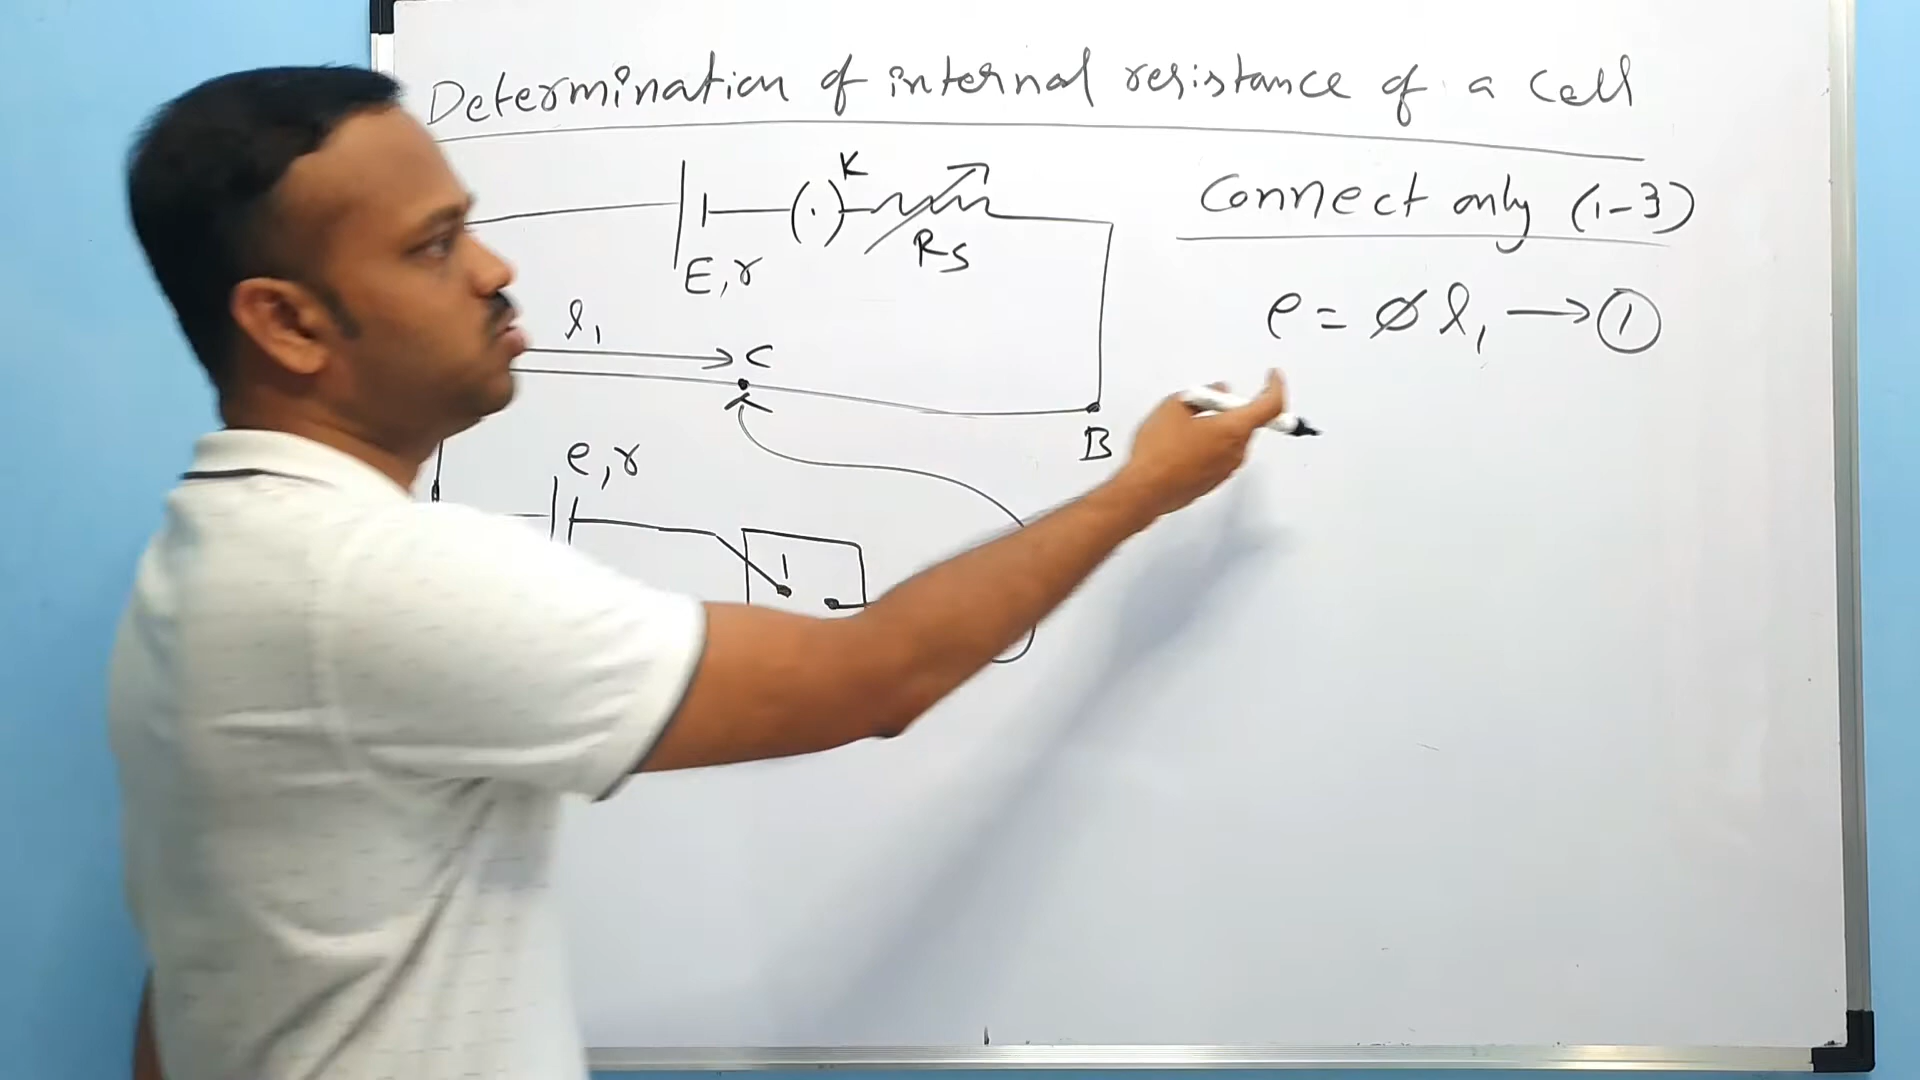 Determination of internal resistance of a cell
K
Rs
E, r
Connect only (1-3)
l₁
e = ϕ l₁ → ①
C
B
e, r
1